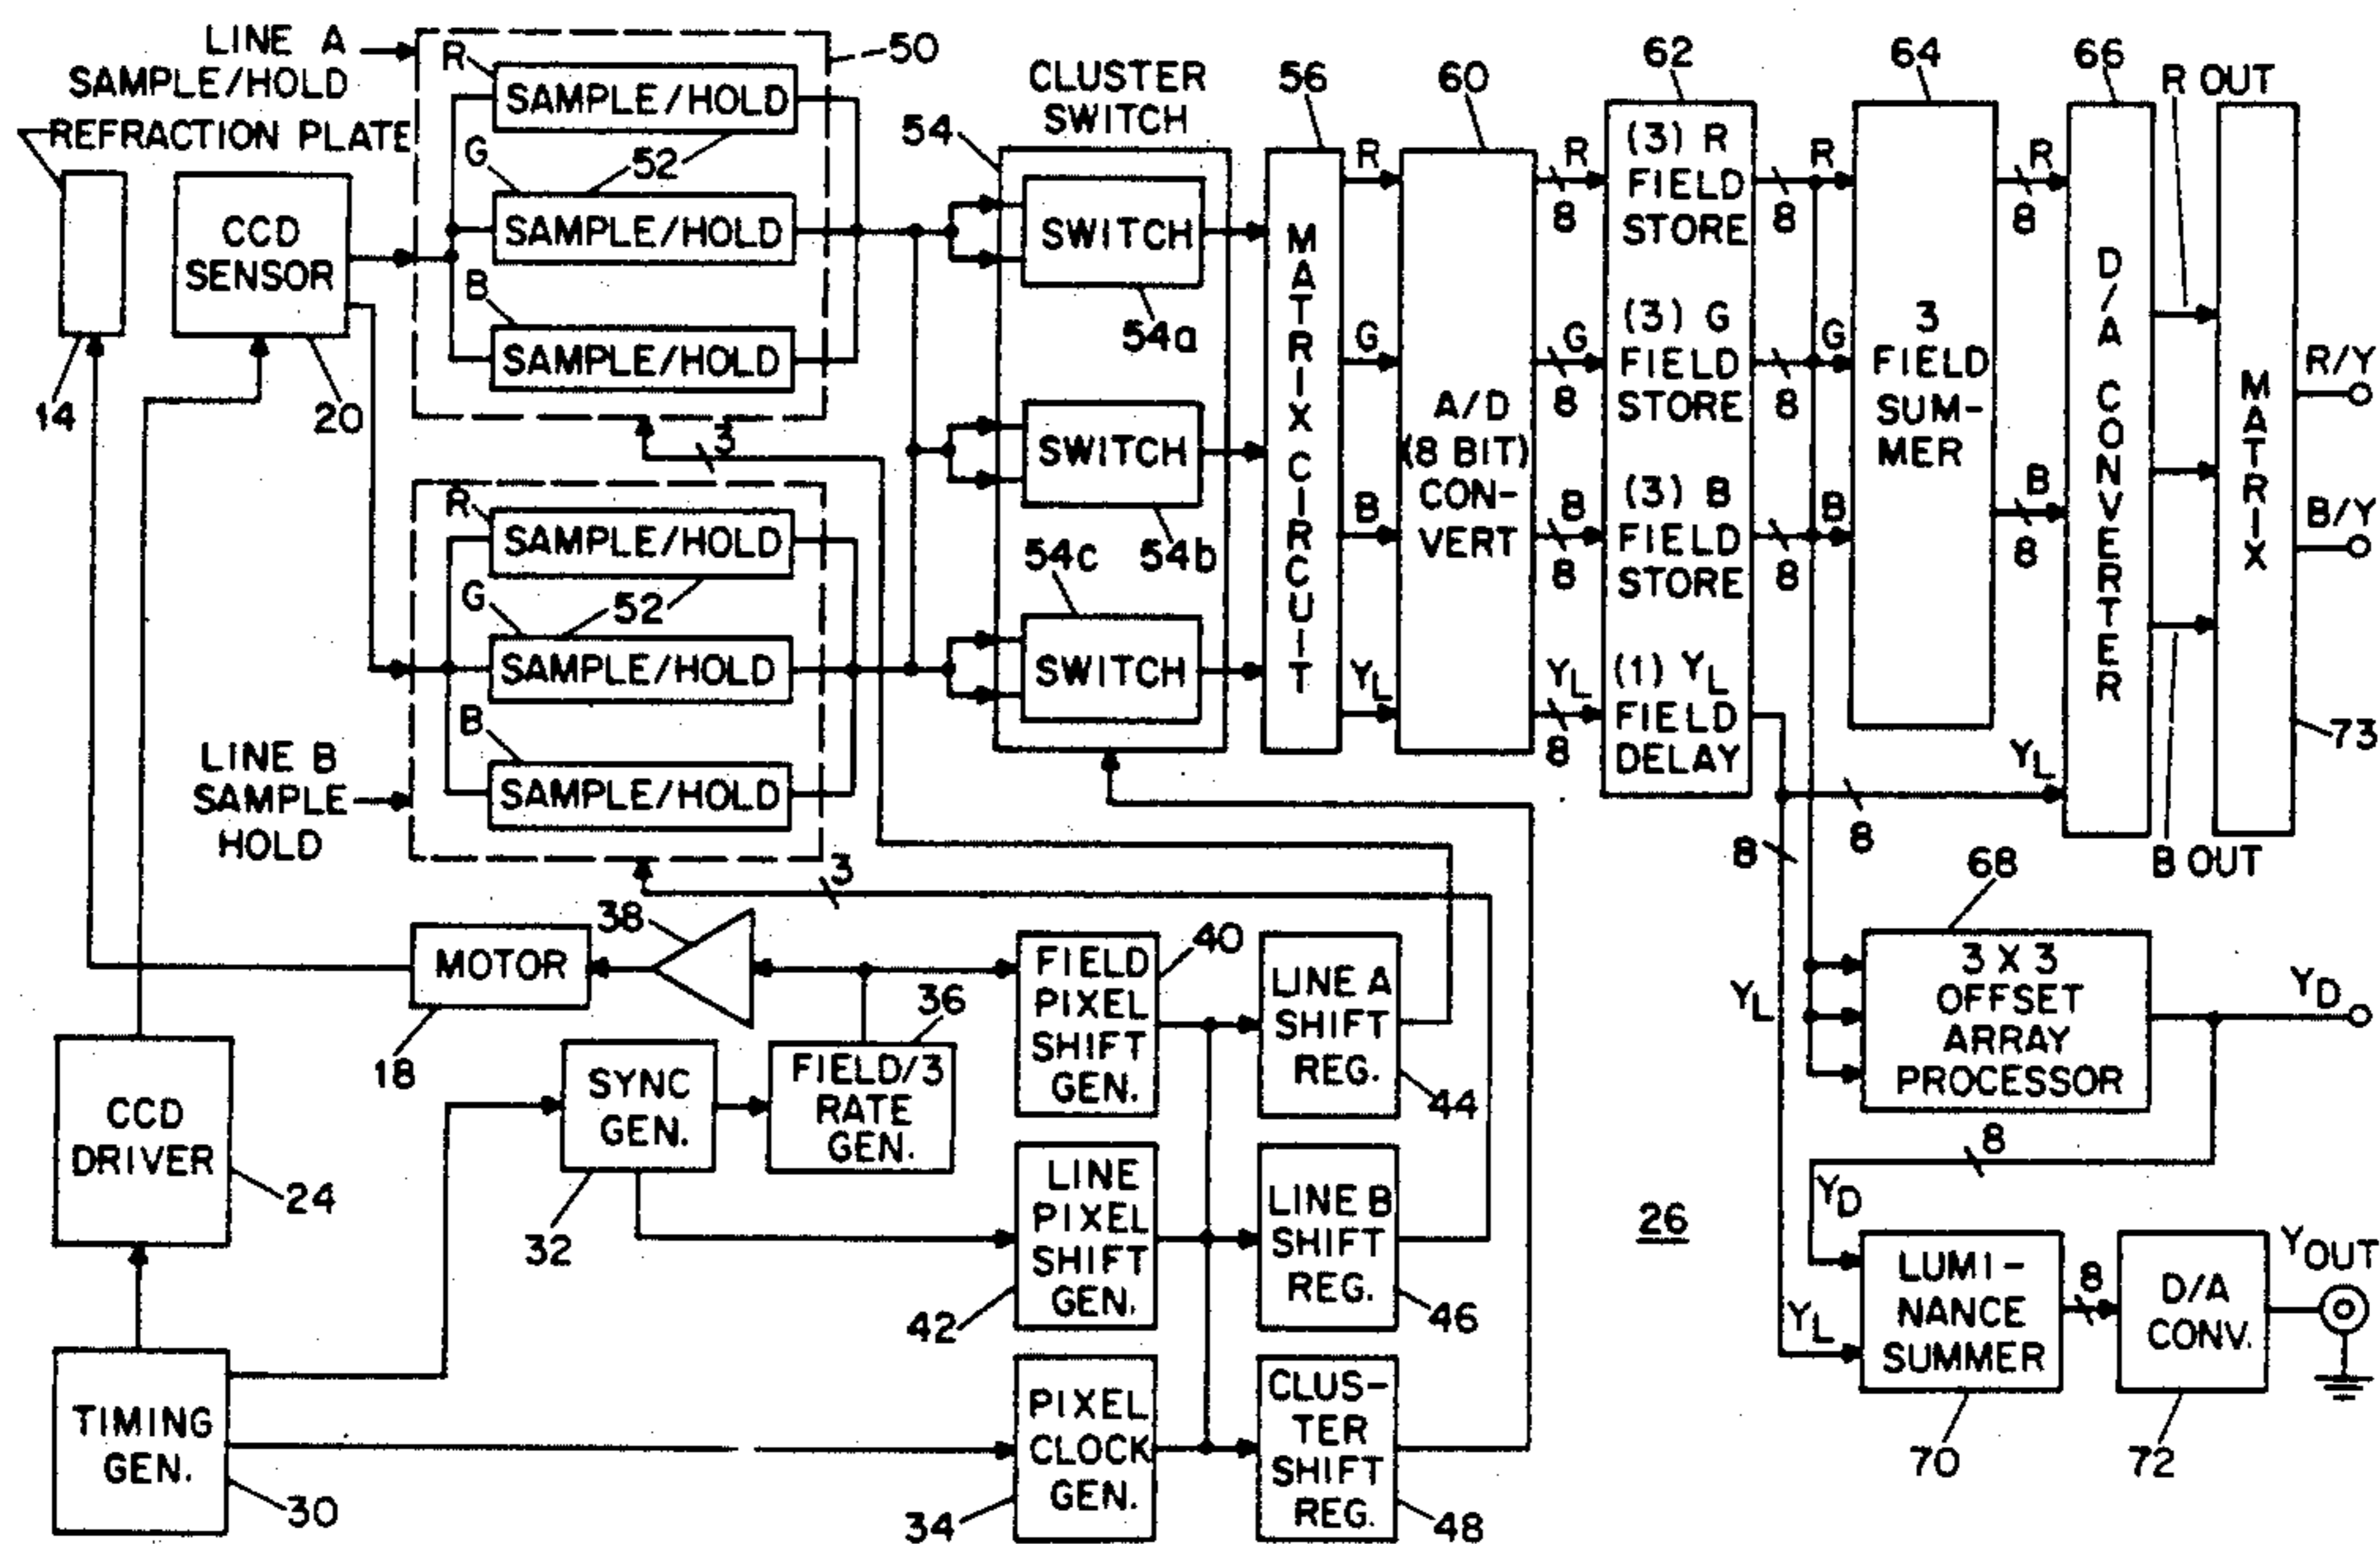 LINE A
SAMPLE/HOLD
REFRACTION PLATE
14
CCD
SENSOR
20
50
R
SAMPLE/HOLD
G
52
SAMPLE/HOLD
B
SAMPLE/HOLD
3
LINE B
SAMPLE
HOLD
R
SAMPLE/HOLD
G
52
SAMPLE/HOLD
B
SAMPLE/HOLD
3
CLUSTER
SWITCH
54
SWITCH
54a
SWITCH
54b
54c
SWITCH
56
MATRIX CIRCUIT
R
G
B
YL
60
A/D
(8 BIT)
CON-
VERT
R
8
G
8
B
8
YL
8
62
(3) R
FIELD
STORE
(3) G
FIELD
STORE
(3) B
FIELD
STORE
(1) YL
FIELD
DELAY
R
8
G
8
B
8
64
3
FIELD
SUM-
MER
R
8
B
8
YL
8
8
66
D/A CONVERTER
R OUT
B OUT
MATRIX
73
R/Y
B/Y
68
3 X 3
OFFSET
ARRAY
PROCESSOR
YD
8
YL
YD
YL
LUMI-
NANCE
SUMMER
70
8
D/A
CONV.
72
YOUT
26
MOTOR
18
38
FIELD/3
RATE
GEN.
36
SYNC
GEN.
32
FIELD
PIXEL
SHIFT
GEN.
40
LINE A
SHIFT
REG.
44
LINE
PIXEL
SHIFT
GEN.
42
LINE B
SHIFT
REG.
46
PIXEL
CLOCK
GEN.
34
CLUS-
TER
SHIFT
REG.
48
CCD
DRIVER
24
TIMING
GEN.
30